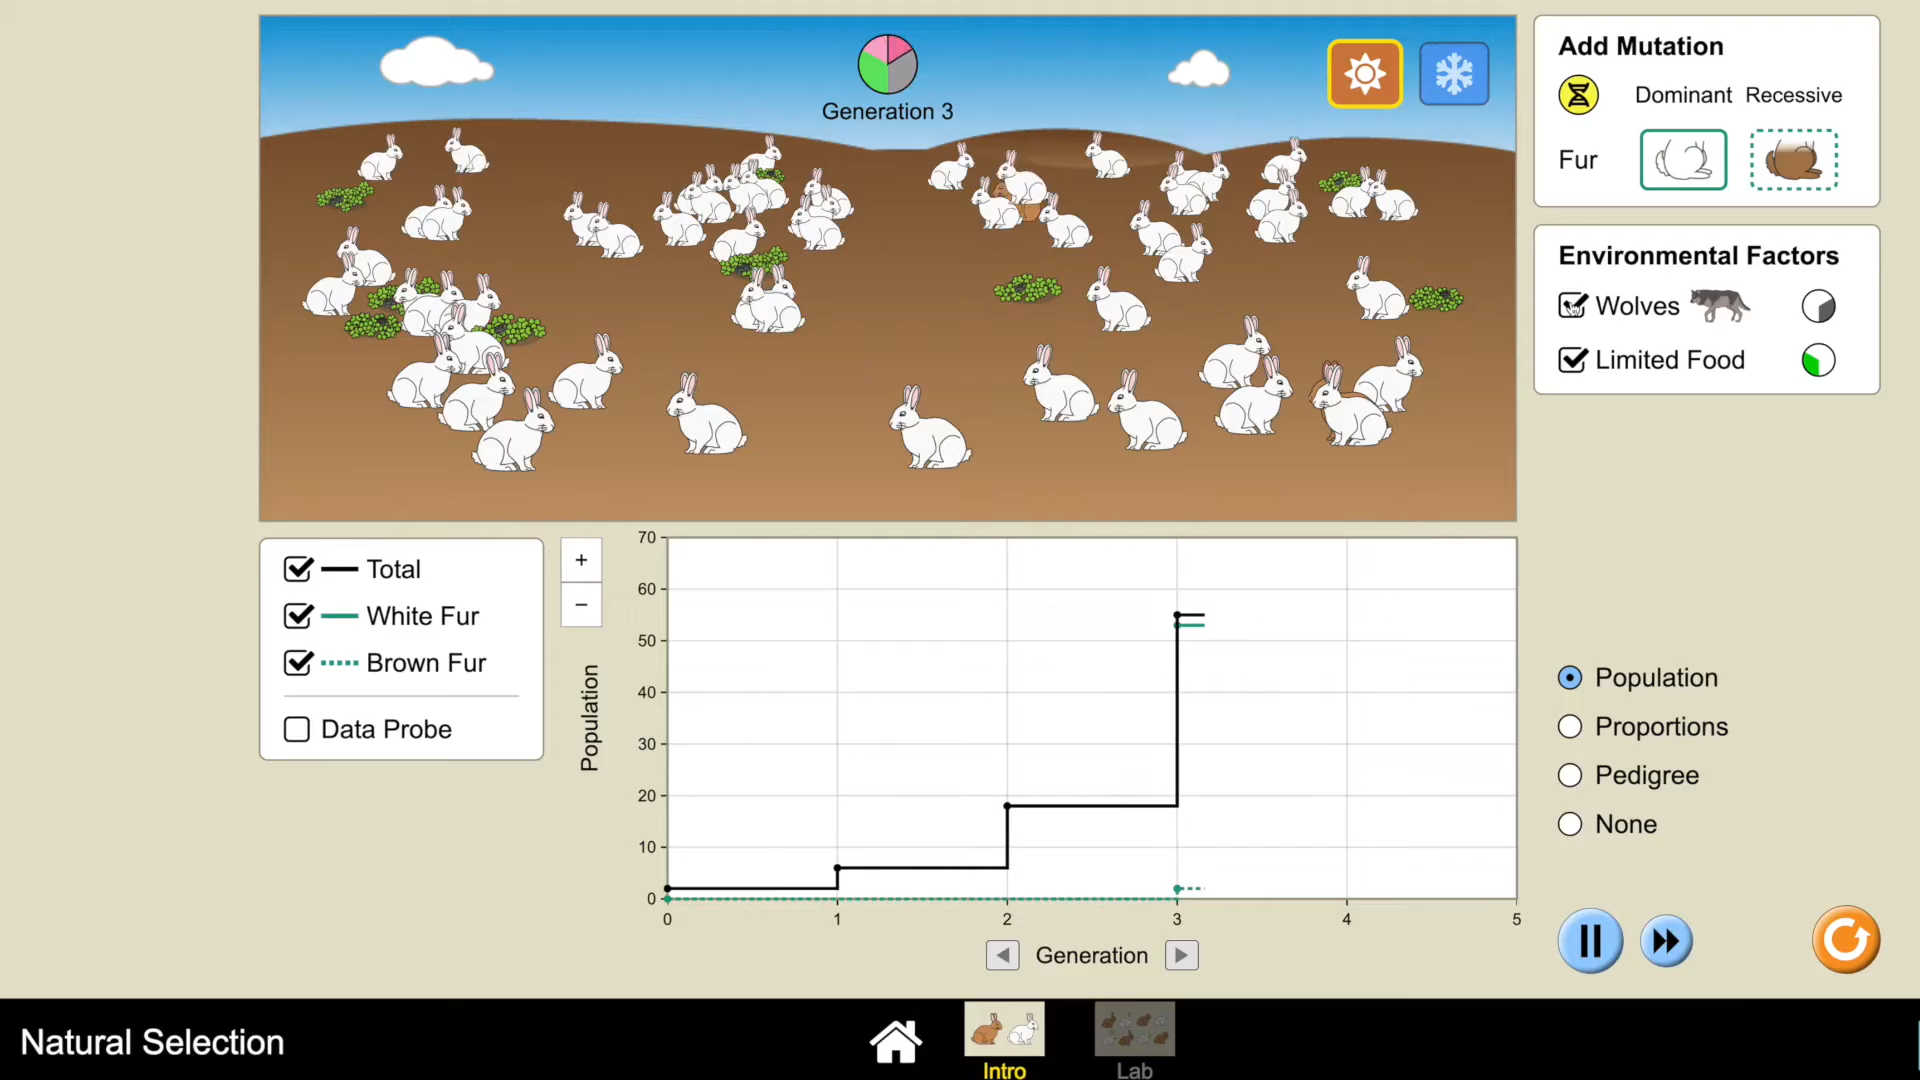 Generation 3
Add Mutation
Dominant Recessive
Fur
Environmental Factors
Wolves
Limited Food
Total
White Fur
Brown Fur
Data Probe
+
−
Population
70
60
50
40
30
20
10
0
0 1 2 3 4 5
Generation
Population
Proportions
Pedigree
None
Natural Selection
Intro
Lab